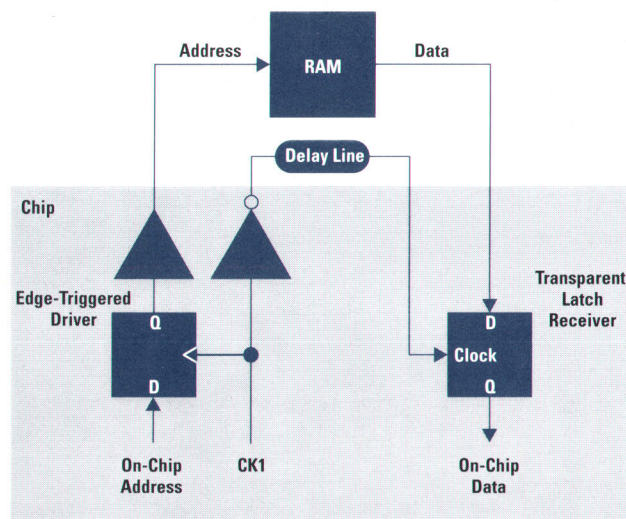 Address
RAM
Data
Delay Line
Chip
Edge-Triggered
Driver
Transparent
Latch
Receiver
Q
D
D
Clock
Q
On-Chip
Address
CK1
On-Chip
Data